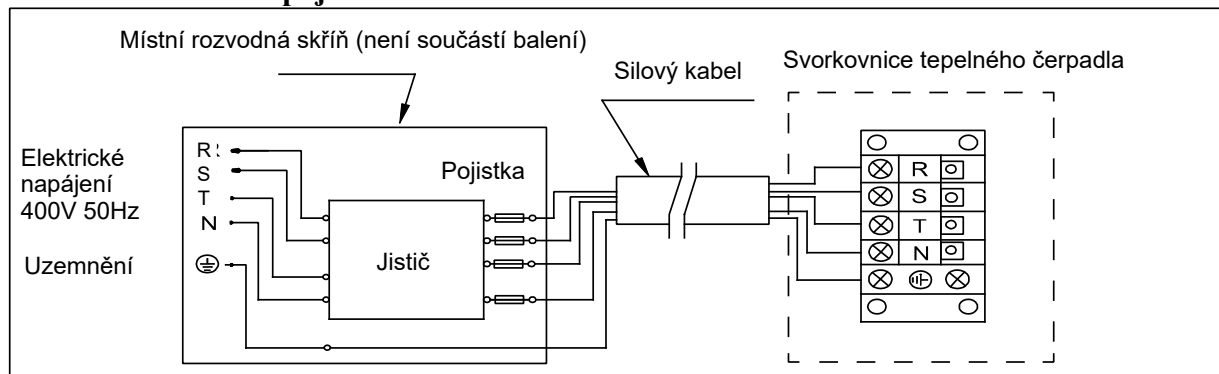 Místní rozvodná skříň (není součástí balení)
Silový kabel
Svorkovnice tepelného čerpadla
Elektrické
napájení
400V 50Hz
Uzemnění
R
S
T
N
Pojistka
Jistič
R
S
T
N